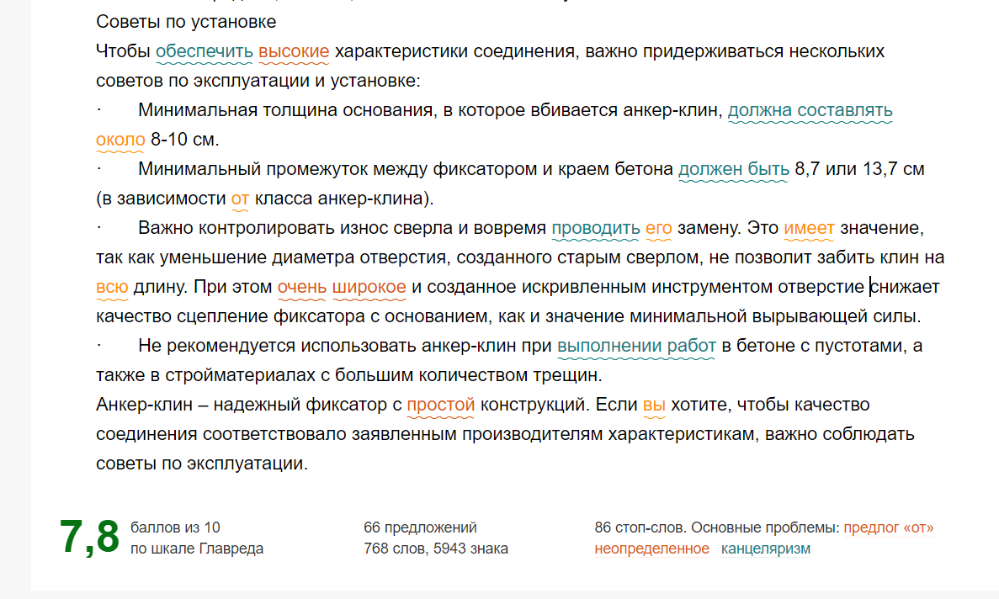 Советы по установке
Чтобы обеспечить высокие характеристики соединения, важно придерживаться нескольких
советов по эксплуатации и установке:
· Минимальная толщина основания, в которое вбивается анкер-клин, должна составлять
около 8-10 см.
· Минимальный промежуток между фиксатором и краем бетона должен быть 8,7 или 13,7 см
(в зависимости от класса анкер-клина).
· Важно контролировать износ сверла и вовремя проводить его замену. Это имеет значение,
так как уменьшение диаметра отверстия, созданного старым сверлом, не позволит забить клин на
всю длину. При этом очень широкое и созданное искривленным инструментом отверстие снижает
качество сцепление фиксатора с основанием, как и значение минимальной вырывающей силы.
· Не рекомендуется использовать анкер-клин при выполнении работ в бетоне с пустотами, а
также в стройматериалах с большим количеством трещин.
Анкер-клин – надежный фиксатор с простой конструкций. Если вы хотите, чтобы качество
соединения соответствовало заявленным производителям характеристикам, важно соблюдать
советы по эксплуатации.
7,8 баллов из 10 66 предложений 86 стоп-слов. Основные проблемы: предлог «от»
по шкале Главреда 768 слов, 5943 знака неопределенное канцеляризм